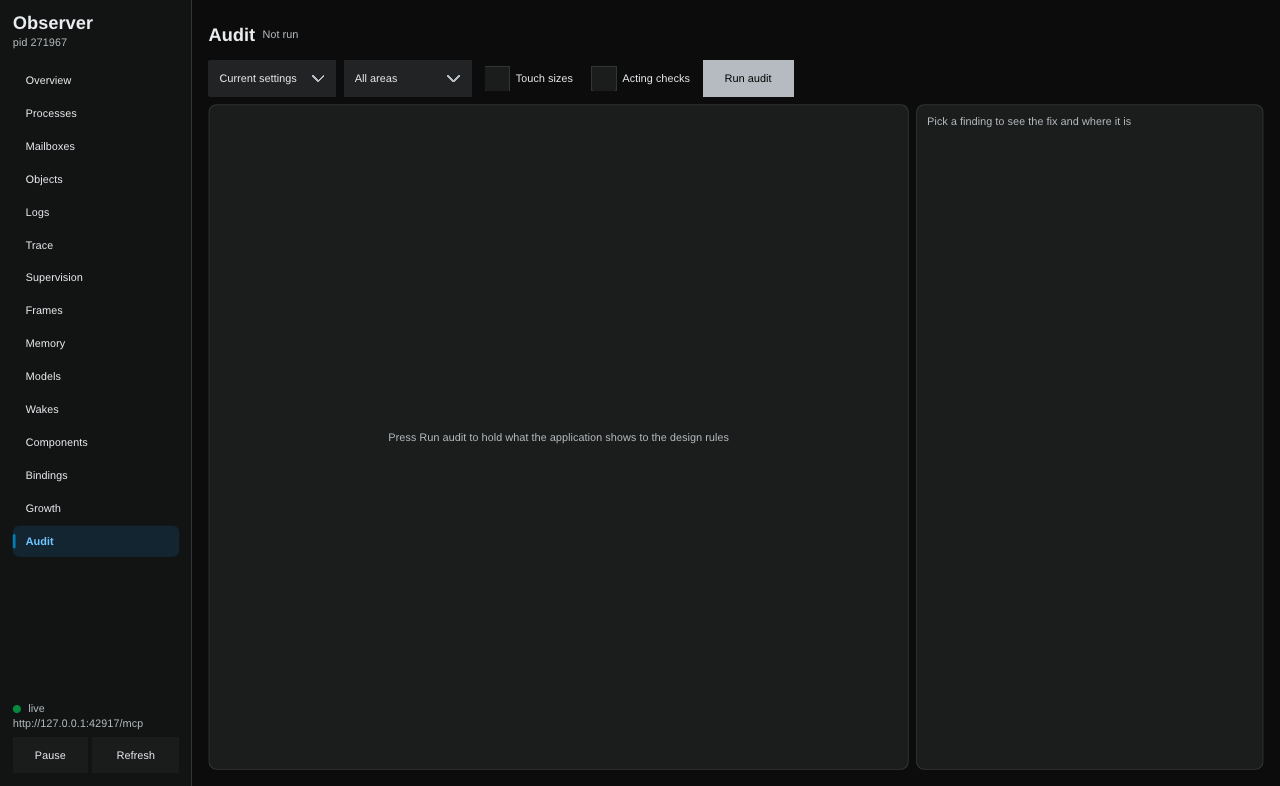 Observer
pid 271967
Overview
Processes
Mailboxes
Objects
Logs
Trace
Supervision
Frames
Memory
Models
Wakes
Components
Bindings
Growth
Audit
live
http://127.0.0.1:42917/mcp
Pause Refresh
Audit Not run
Current settings All areas Touch sizes Acting checks Run audit
Press Run audit to hold what the application shows to the design rules
Pick a finding to see the fix and where it is